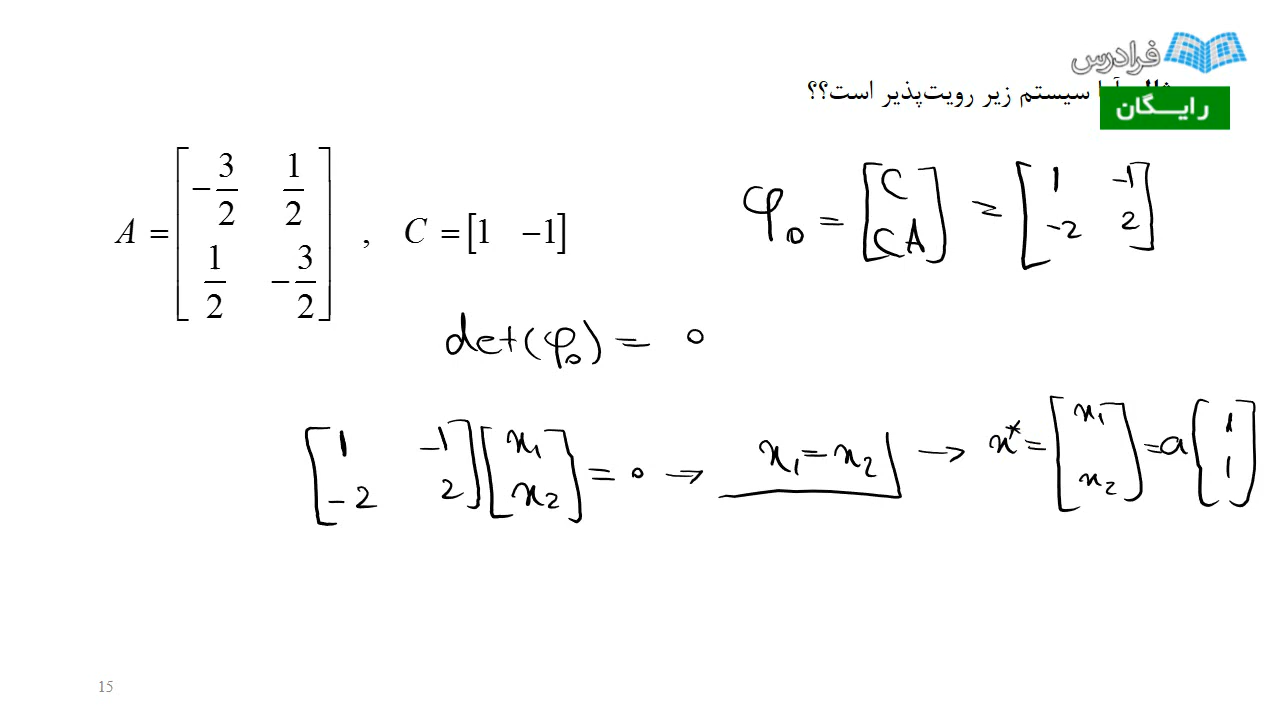 فرادرس
رایگان
سیستم زیر رویت‌پذیر است؟؟
A = [ -3/2 1/2 ; 1/2 -3/2 ] , C = [1 -1]
φ₀ = [ C ; CA ] = [ 1 -1 ; -2 2 ]
det(φ₀) = 0
[ 1 -1 ; -2 2 ] [ x₁ ; x₂ ] = 0 → x₁ = x₂ → x* = [ x₁ ; x₂ ] = a [ 1 ; 1 ]
15